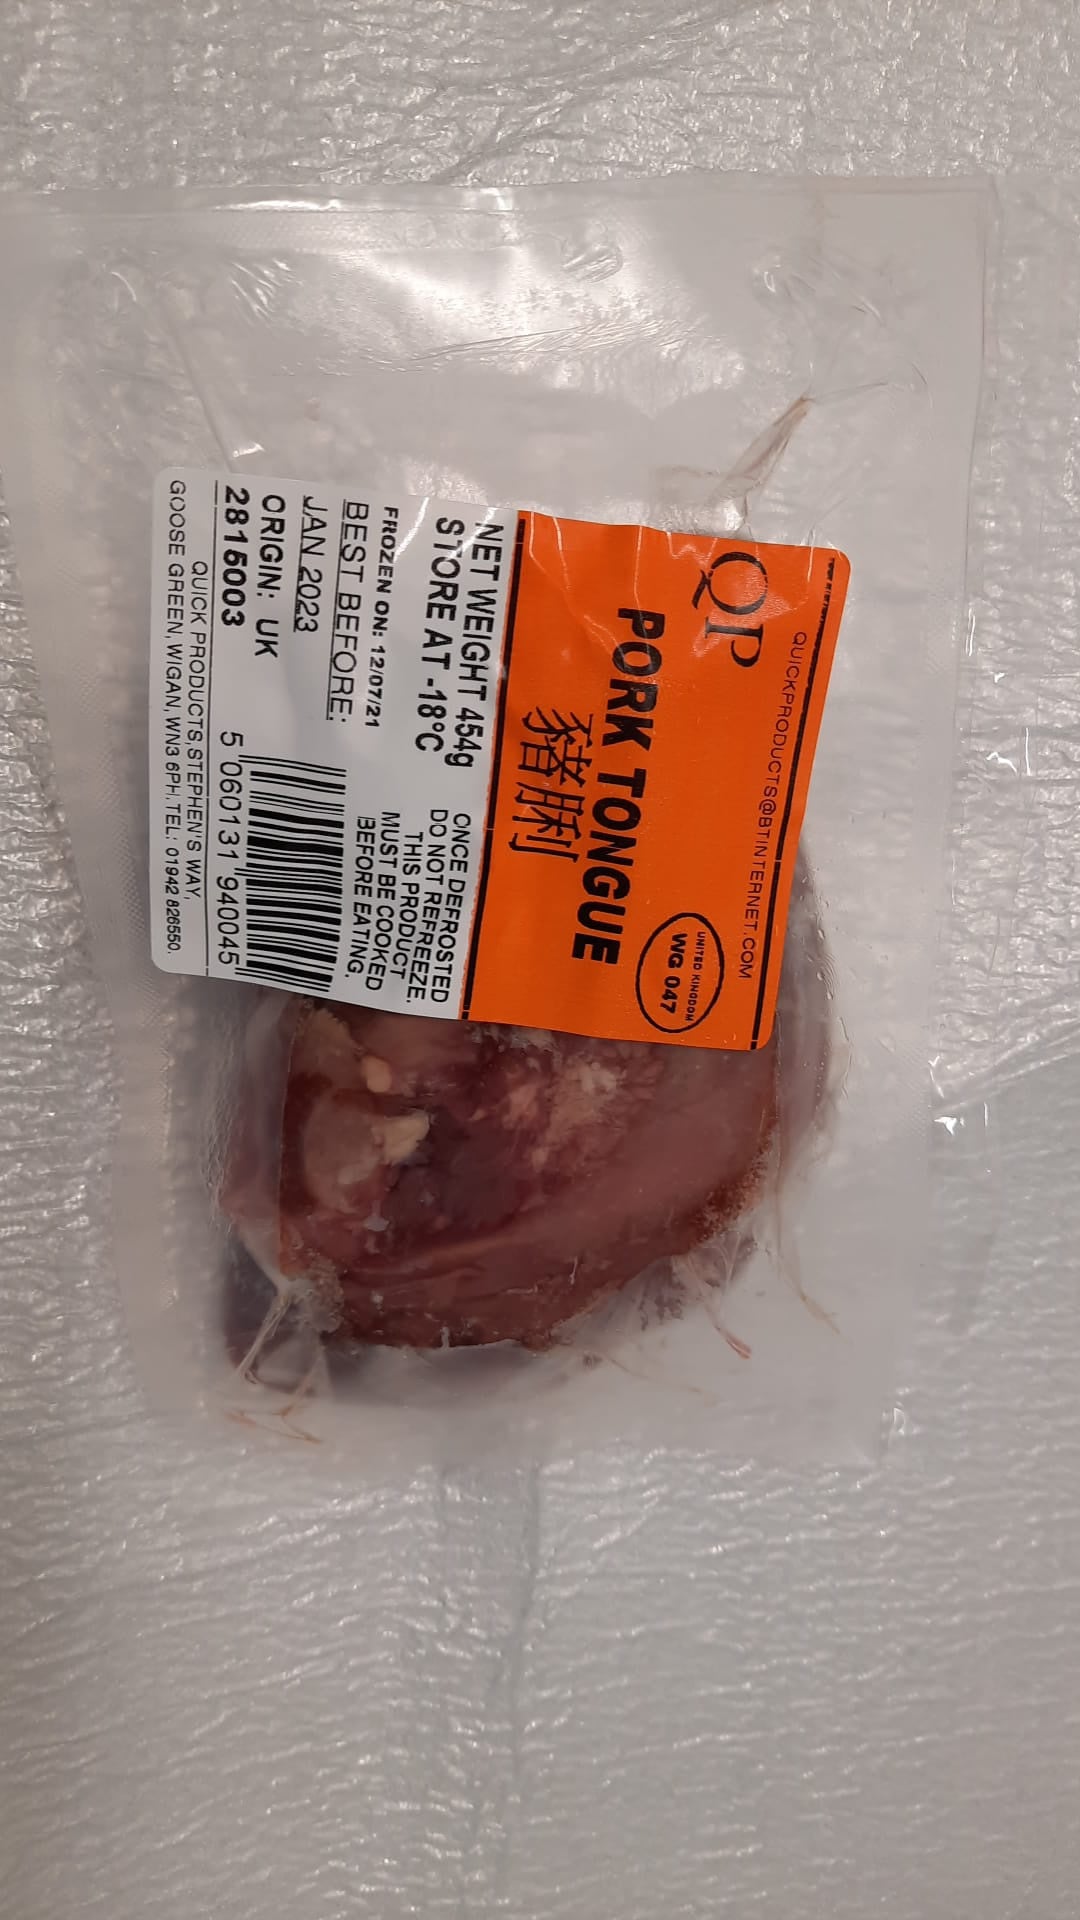 QUICKPRODUCTS@BTINTERNET.COM
QP
UNITED KINGDOM
WG 047
PORK TONGUE
豬脷
NET WEIGHT 454g
STORE AT -18°C
FROZEN ON: 12/07/21
BEST BEFORE:
JAN 2023
ORIGIN: UK
2815003
ONCE DEFROSTED
DO NOT REFREEZE.
THIS PRODUCT
MUST BE COOKED
BEFORE EATING.
5 060131 940045
QUICK PRODUCTS,STEPHEN'S WAY,
GOOSE GREEN, WIGAN, WN3 6PH, TEL: 01942 826550.